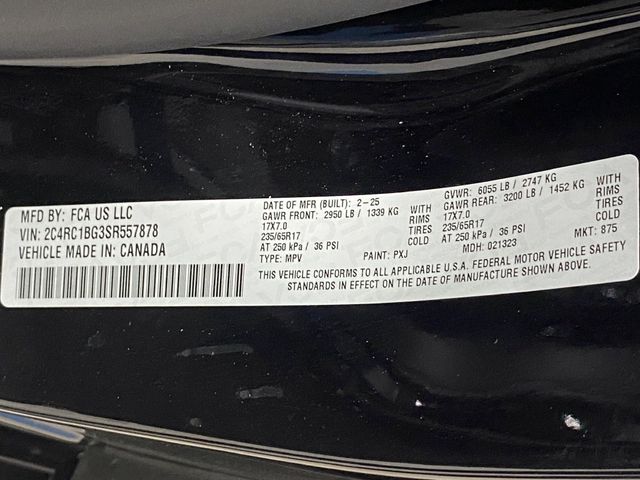 MFD BY: FCA US LLC
VIN: 2C4RC1BG3SR557878
VEHICLE MADE IN: CANADA
DATE OF MFR (BUILT): 2-25 GVWR: 6055 LB / 2747 KG
GAWR FRONT: 2950 LB / 1339 KG WITH GAWR REAR: 3200 LB / 1452 KG WITH
17X7.0 RIMS 17X7.0 RIMS
235/65R17 TIRES 235/65R17 TIRES
AT 250 kPa / 36 PSI COLD AT 250 kPa / 36 PSI COLD
TYPE: MPV PAINT: PXJ MDH: 021323 MKT: 875
THIS VEHICLE CONFORMS TO ALL APPLICABLE U.S.A. FEDERAL MOTOR VEHICLE SAFETY
STANDARDS IN EFFECT ON THE DATE OF MANUFACTURE SHOWN ABOVE.